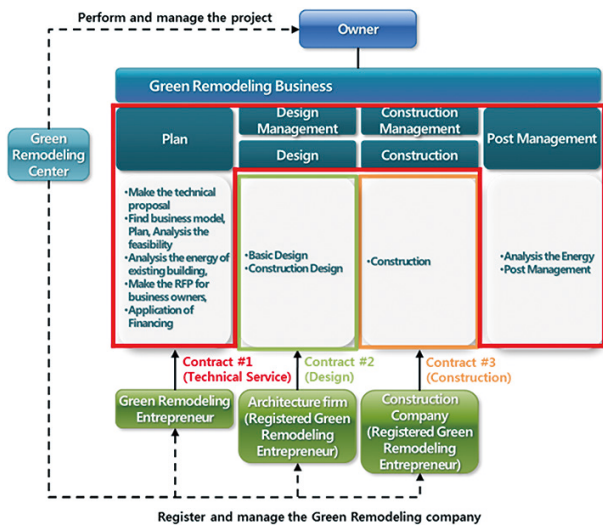 Perform and manage the project
Owner
Green Remodeling Business
Green
Remodeling
Center
Plan
Design
Management
Design
Construction
Management
Construction
Post Management
•Make the technical
proposal
•Find business model,
Plan, Analysis the
feasibility
•Analysis the energy of
existing building,
•Make the RFP for
business owners,
•Application of
Financing
•Basic Design
•Construction Design
•Construction
•Analysis the Energy
•Post Management
Contract #1
(Technical Service)
Contract #2
(Design)
Contract #3
(Construction)
Green Remodeling
Entrepreneur
Architecture firm
(Registered Green
Remodeling
Entrepreneur)
Construction
Company
(Registered Green
Remodeling
Entrepreneur)
Register and manage the Green Remodeling company